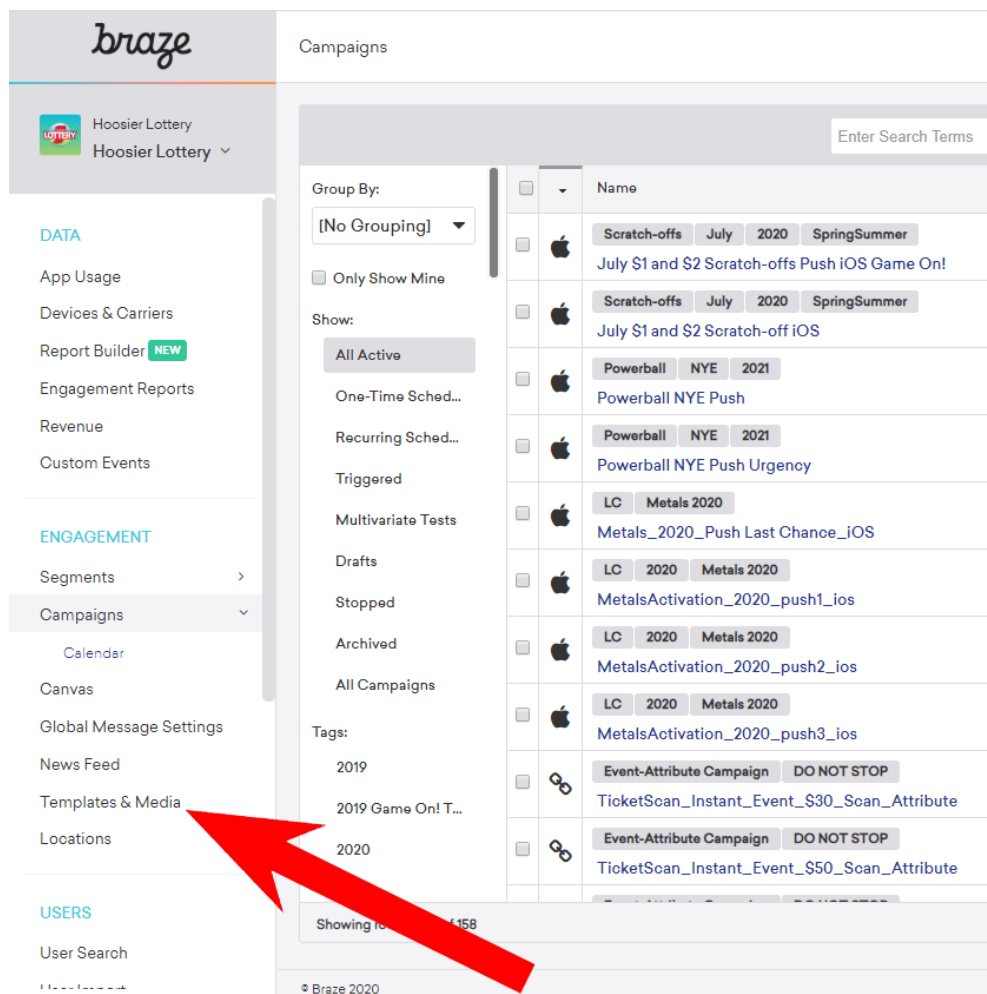 braze
Campaigns
LOTTERY
Hoosier Lottery
Hoosier Lottery
DATA
App Usage
Devices & Carriers
Report Builder NEW
Engagement Reports
Revenue
Custom Events
ENGAGEMENT
Segments
Campaigns
Calendar
Canvas
Global Message Settings
News Feed
Templates & Media
Locations
USERS
User Search
User Import
Enter Search Terms
Group By:
[No Grouping]
Only Show Mine
Show:
All Active
One-Time Sched...
Recurring Sched...
Triggered
Multivariate Tests
Drafts
Stopped
Archived
All Campaigns
Tags:
2019
2019 Game On! T...
2020
Name
Scratch-offs July 2020 SpringSummer
July $1 and $2 Scratch-offs Push iOS Game On!
Scratch-offs July 2020 SpringSummer
July $1 and $2 Scratch-off iOS
Powerball NYE 2021
Powerball NYE Push
Powerball NYE 2021
Powerball NYE Push Urgency
LC Metals 2020
Metals_2020_Push Last Chance_iOS
LC 2020 Metals 2020
MetalsActivation_2020_push1_ios
LC 2020 Metals 2020
MetalsActivation_2020_push2_ios
LC 2020 Metals 2020
MetalsActivation_2020_push3_ios
Event-Attribute Campaign DO NOT STOP
TicketScan_Instant_Event_$30_Scan_Attribute
Event-Attribute Campaign DO NOT STOP
TicketScan_Instant_Event_$50_Scan_Attribute
Showing 158
© Braze 2020